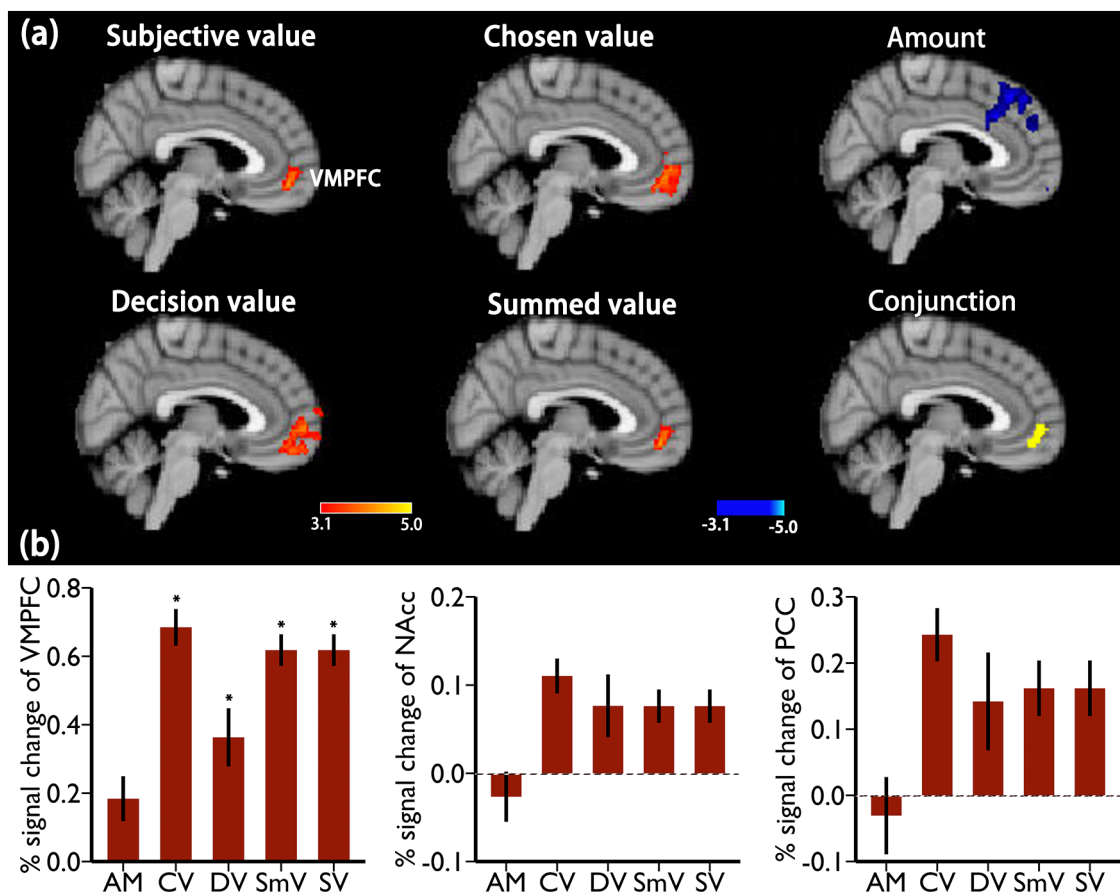 (a)
Subjective value
Chosen value
Amount
VMPFC
Decision value
Summed value
Conjunction
3.1 5.0
-3.1 -5.0
(b)
% signal change of VMPFC
0.8
0.6
0.4
0.2
0.0
* * * *
AM CV DV SmV SV
% signal change of NAcc
0.2
0.1
0.0
-0.1
AM CV DV SmV SV
% signal change of PCC
0.3
0.2
0.1
0.0
-0.1
AM CV DV SmV SV